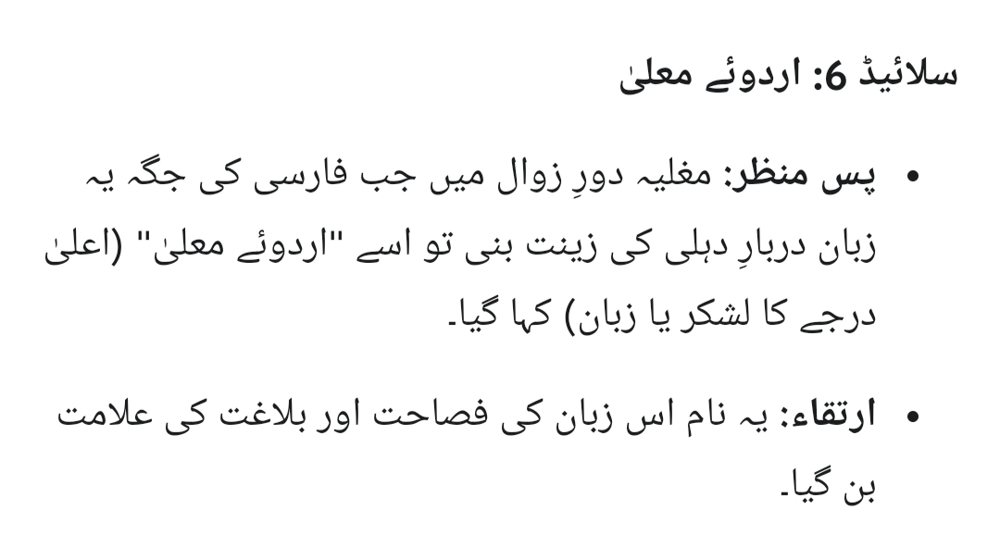 سلائیڈ 6: اردوئے معلیٰ
• پس منظر: مغلیہ دورِ زوال میں جب فارسی کی جگہ یہ
زبان دربارِ دہلی کی زینت بنی تو اسے "اردوئے معلیٰ" (اعلیٰ
درجے کا لشکر یا زبان) کہا گیا۔
• ارتقاء: یہ نام اس زبان کی فصاحت اور بلاغت کی علامت
بن گیا۔